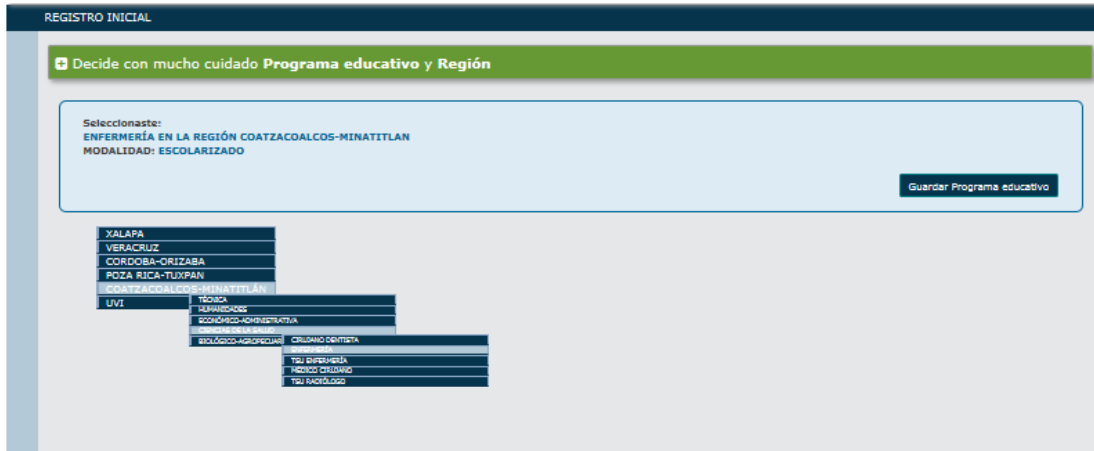 REGISTRO INICIAL
Decide con mucho cuidado Programa educativo y Región
Seleccionaste:
ENFERMERÍA EN LA REGIÓN COATZACOALCOS-MINATITLAN
MODALIDAD: ESCOLARIZADO
Guardar Programa educativo
XALAPA
VERACRUZ
CORDOBA-ORIZABA
POZA RICA-TUXPAN
COATZACOALCOS-MINATITLÁN
UVI
TÉCNICA
HUMANIDADES
ECONÓMICO-ADMINISTRATIVA
CIENCIAS DE LA SALUD
BIOLÓGICO-AGROPECUAR
CIRUJANO DENTISTA
ENFERMERÍA
TSU ENFERMERÍA
MÉDICO CIRUJANO
TSU RADIÓLOGO